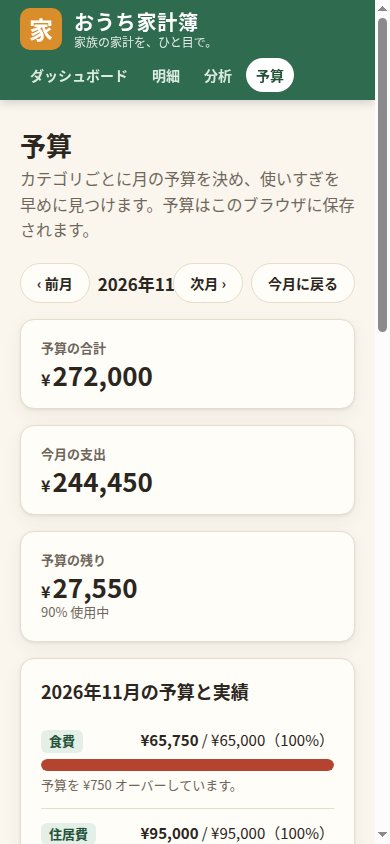 家
おうち家計簿
家族の家計を、ひと目で。
ダッシュボード 明細 分析 予算
予算
カテゴリごとに月の予算を決め、使いすぎを
早めに見つけます。予算はこのブラウザに保存
されます。
‹ 前月 2026年11 次月 › 今月に戻る
予算の合計
¥272,000
今月の支出
¥244,450
予算の残り
¥27,550
90% 使用中
2026年11月の予算と実績
食費 ¥65,750 / ¥65,000（100%）
予算を ¥750 オーバーしています。
住居費 ¥95,000 / ¥95,000（100%）